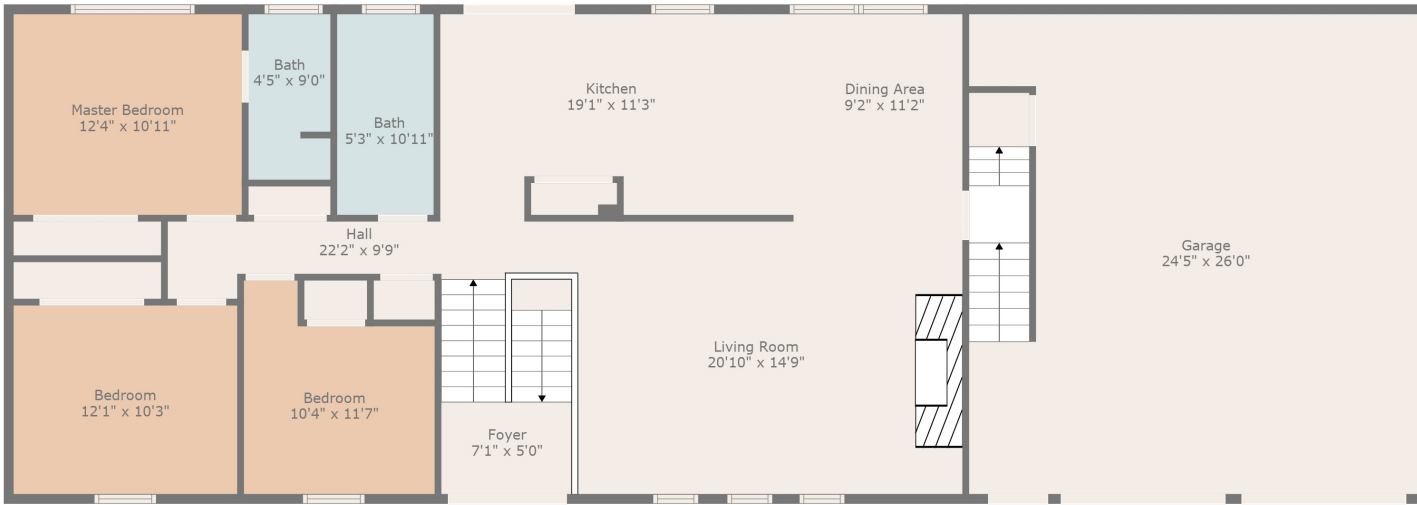 Master Bedroom
12'4" x 10'11"
Bath
4'5" x 9'0"
Bath
5'3" x 10'11"
Kitchen
19'1" x 11'3"
Dining Area
9'2" x 11'2"
Hall
22'2" x 9'9"
Garage
24'5" x 26'0"
Living Room
20'10" x 14'9"
Bedroom
12'1" x 10'3"
Bedroom
10'4" x 11'7"
Foyer
7'1" x 5'0"